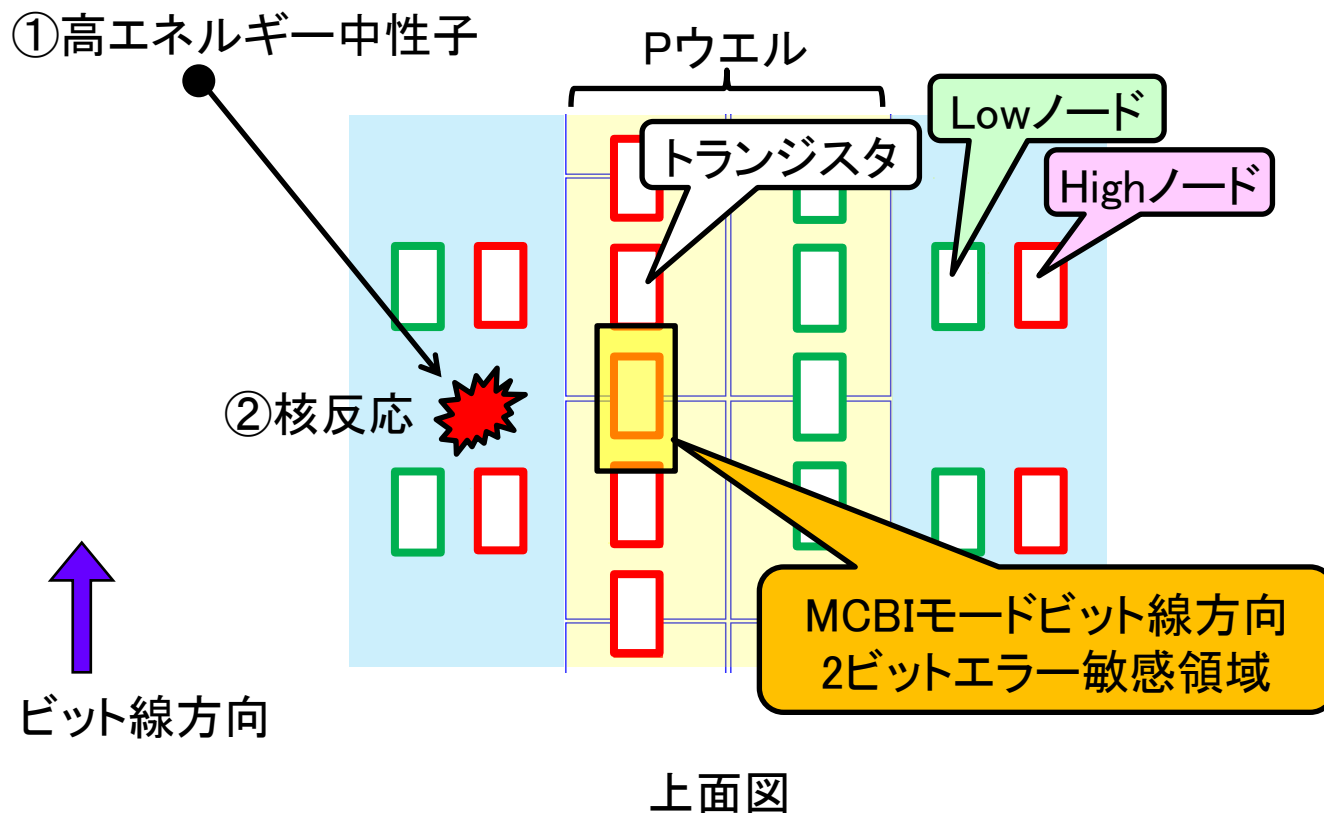 ①高エネルギー中性子
Pウエル
Lowノード
トランジスタ
Highノード
②核反応
MCBIモードビット線方向
2ビットエラー敏感領域
ビット線方向
上面図